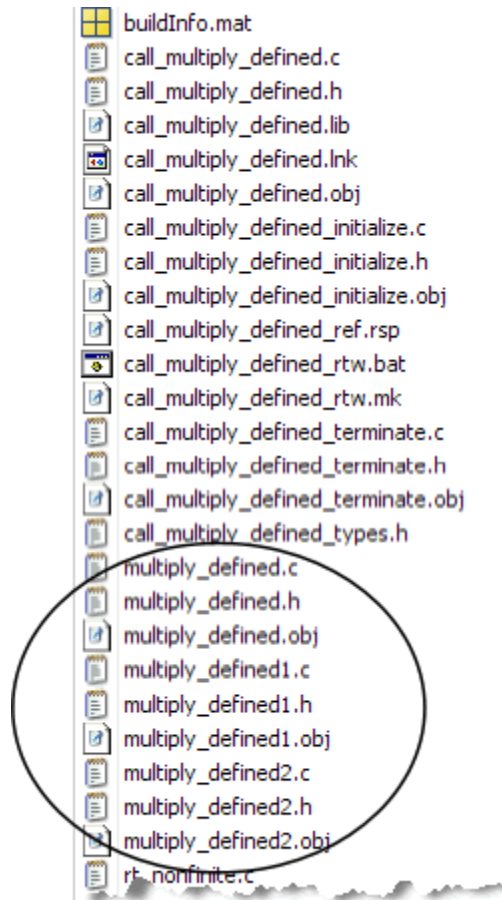 buildInfo.mat
call_multiply_defined.c
call_multiply_defined.h
call_multiply_defined.lib
call_multiply_defined.lnk
call_multiply_defined.obj
call_multiply_defined_initialize.c
call_multiply_defined_initialize.h
call_multiply_defined_initialize.obj
call_multiply_defined_ref.rsp
call_multiply_defined_rtw.bat
call_multiply_defined_rtw.mk
call_multiply_defined_terminate.c
call_multiply_defined_terminate.h
call_multiply_defined_terminate.obj
call_multiply_defined_types.h
multiply_defined.c
multiply_defined.h
multiply_defined.obj
multiply_defined1.c
multiply_defined1.h
multiply_defined1.obj
multiply_defined2.c
multiply_defined2.h
multiply_defined2.obj
rt_nonfinite.c